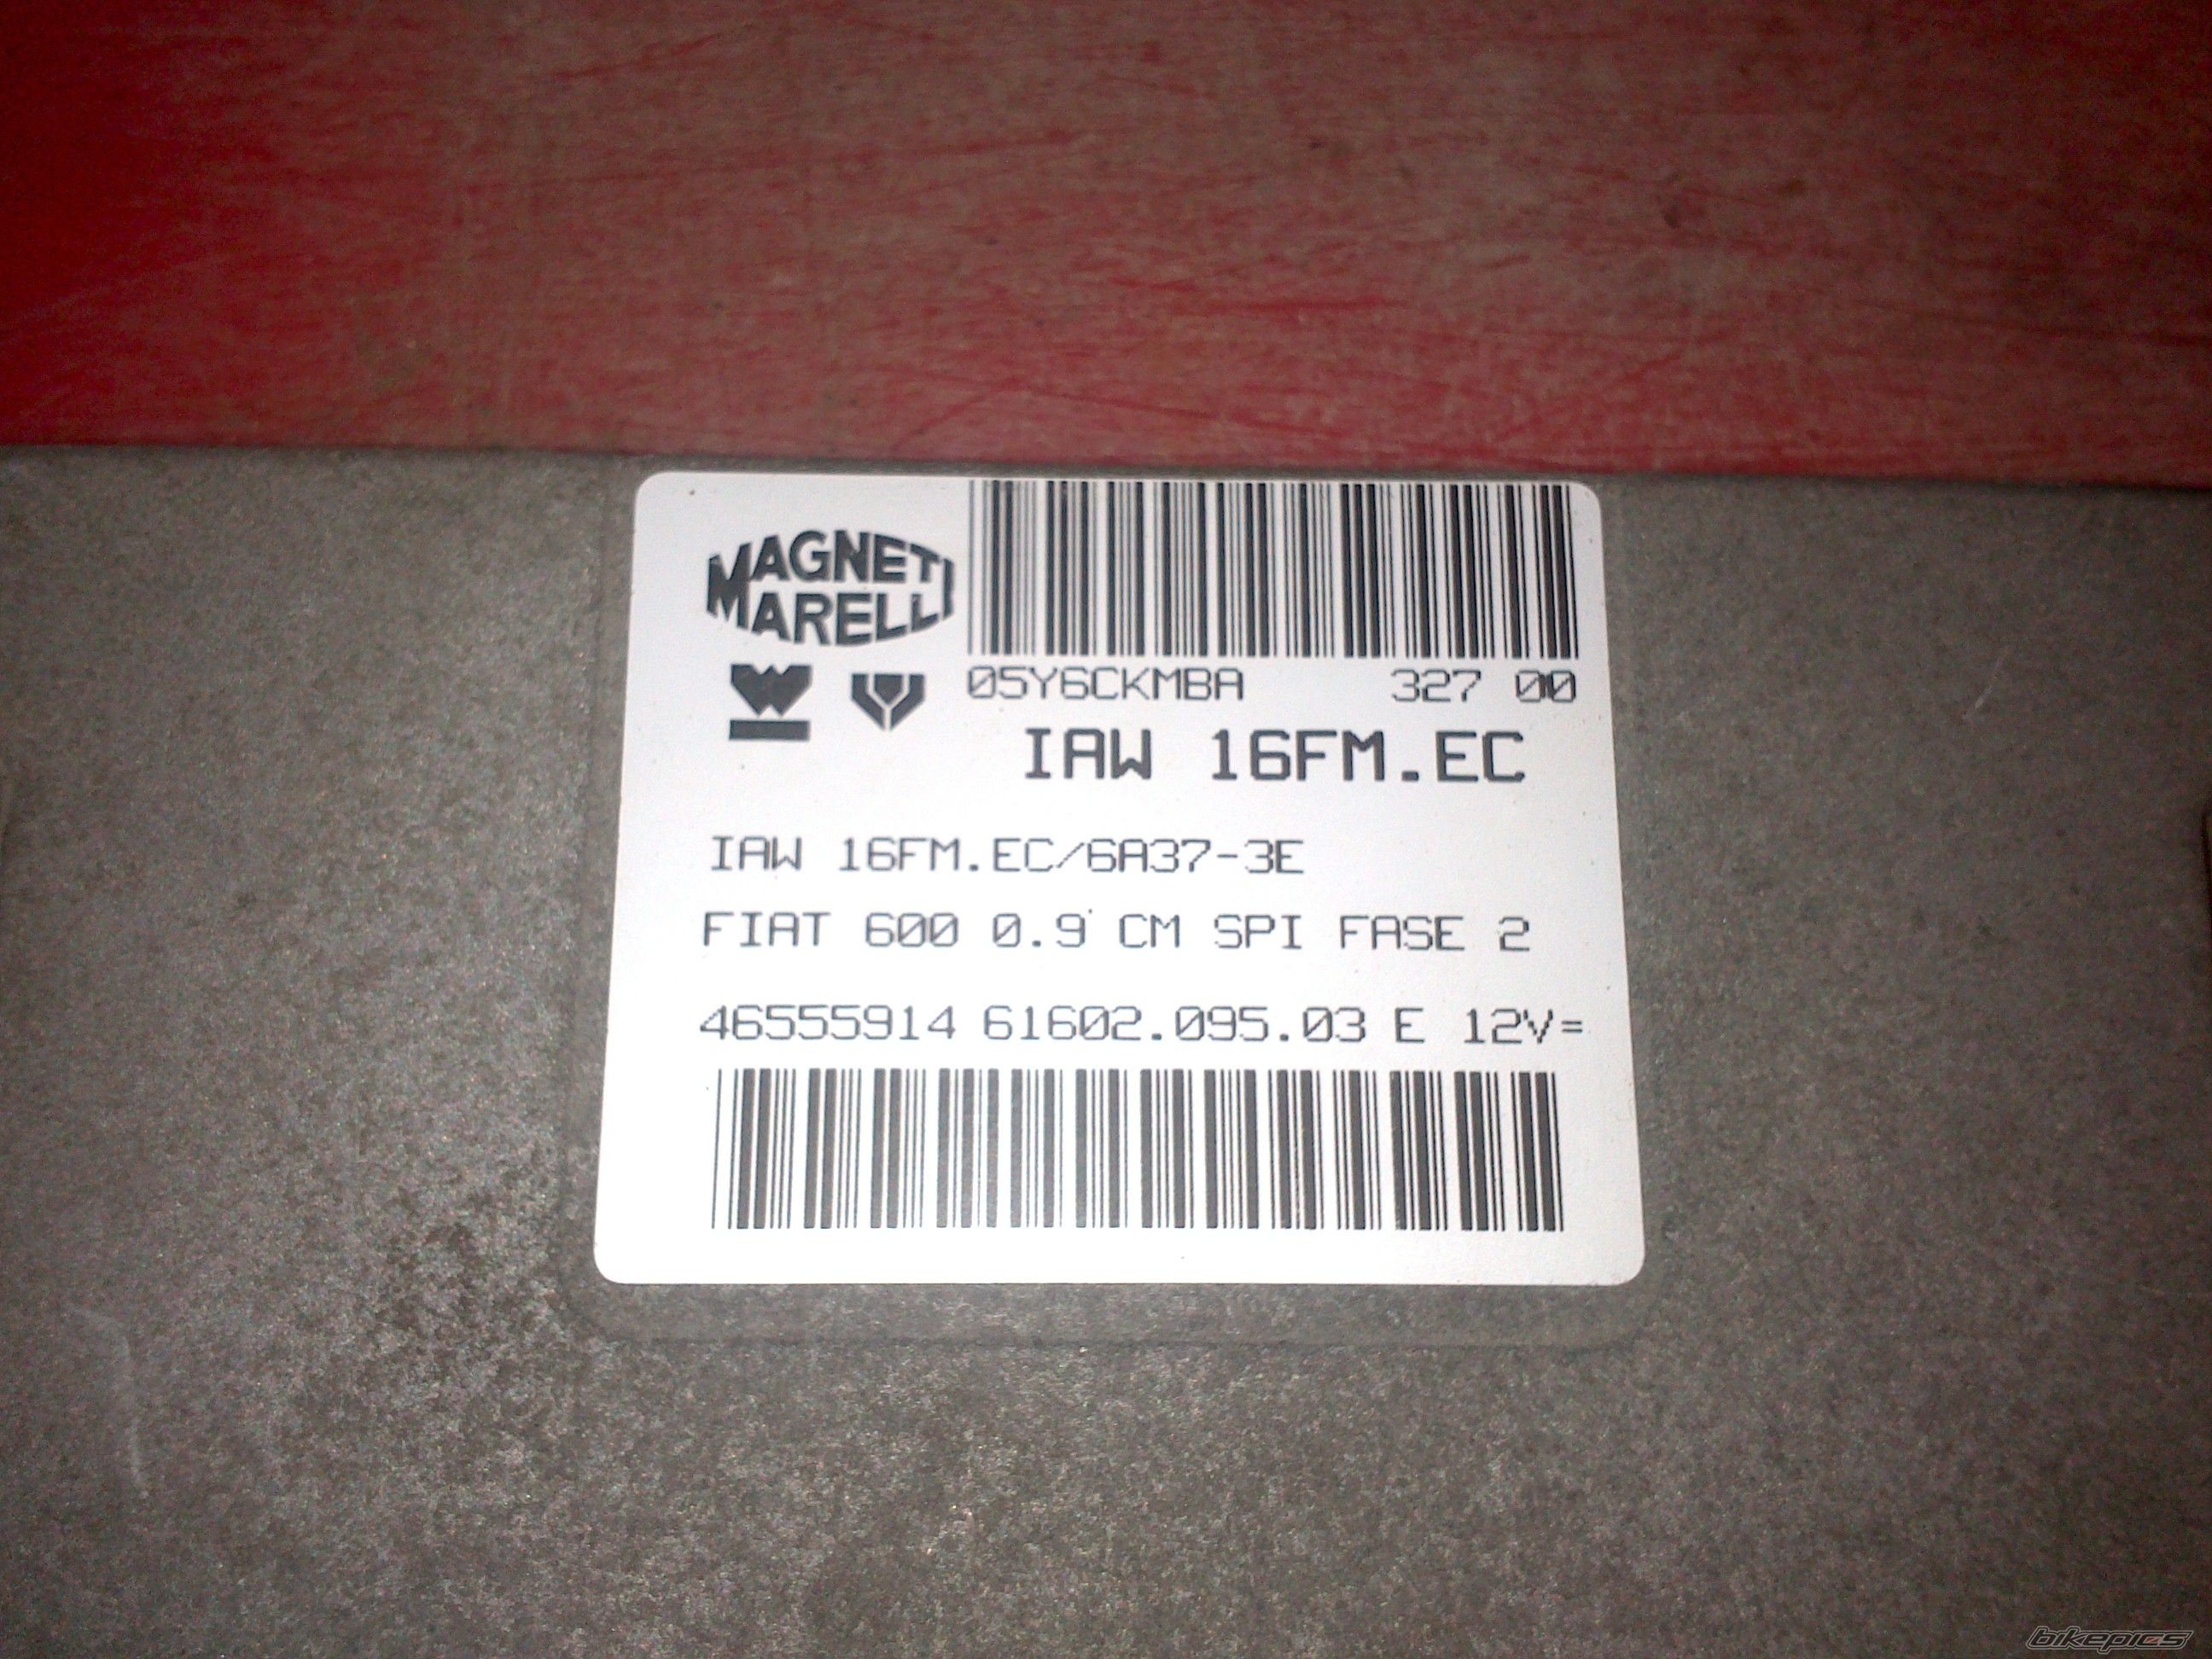 MAGNETI
MARELLI
05Y6CKMBA 327 00
IAW 16FM.EC
IAW 16FM.EC/6A37-3E
FIAT 600 0.9 CM SPI FASE 2
46555914 61602.095.03 E 12V=
bikepics